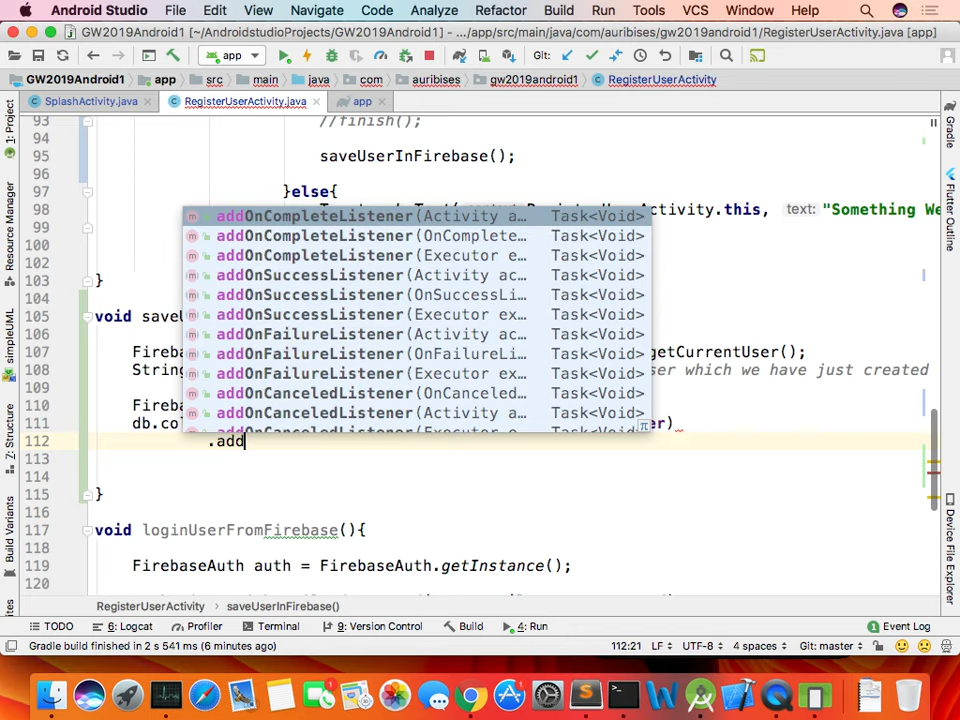 Android Studio File Edit View Navigate Code Analyze Refactor Build Run Tools VCS Window Help
GW2019Android1 [~/AndroidstudioProjects/GW2019Android1] - .../app/src/main/java/com/auribises/gw2019android1/RegisterUserActivity.java [app]
app Git:
GW2019Android1 app src main java com auribises gw2019android1 RegisterUserActivity
SplashActivity.java RegisterUserActivity.java app
1: Project
Resource Manager
simpleUML
7: Structure
Build Variants
93 //finish();
94
95 saveUserInFirebase();
96
97 }else{
98 RegisterUserActivity.this, text: "Something We
99
100
101
102
103 }
104
105 void saveU
106
107 Fireba getCurrentUser();
108 String ser which we have just created
109
110 Fireba
111 db.col er)
112 .add
113
114
115 }
116
117 void loginUserFromFirebase(){
118
119 FirebaseAuth auth = FirebaseAuth.getInstance();
120
m addOnCompleteListener(Activity a... Task<Void>
m addOnCompleteListener(OnComplete... Task<Void>
m addOnCompleteListener(Executor e... Task<Void>
m addOnSuccessListener(Activity ac... Task<Void>
m addOnSuccessListener(OnSuccessLi... Task<Void>
m addOnSuccessListener(Executor ex... Task<Void>
m addOnFailureListener(Activity ac... Task<Void>
m addOnFailureListener(OnFailureLi... Task<Void>
m addOnFailureListener(Executor ex... Task<Void>
m addOnCanceledListener(OnCanceled... Task<Void>
m addOnCanceledListener(Activity a... Task<Void>
m addOnCanceledListener(Executor e... Task<Void>
π
Gradle
Flutter Outline
Device File Explorer
RegisterUserActivity › saveUserInFirebase()
TODO 6: Logcat Profiler Terminal 9: Version Control Build 4: Run 1 Event Log
Gradle build finished in 2 s 541 ms (6 minutes ago) 112:21 LF UTF-8 4 spaces Git: master